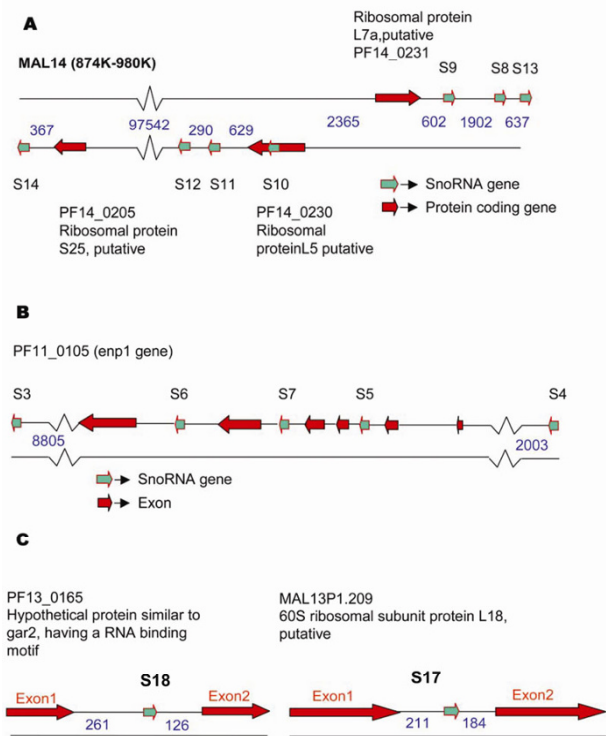 A
Ribosomal protein
L7a,putative
PF14_0231
MAL14 (874K-980K)
S9 S8 S13
367 97542 290 629 2365 602 1902 637
S14 S12 S11 S10
SnoRNA gene
Protein coding gene
PF14_0205
Ribosomal protein
S25, putative
PF14_0230
Ribosomal
proteinL5 putative
B
PF11_0105 (enp1 gene)
S3 S6 S7 S5 S4
8805 2003
SnoRNA gene
Exon
C
PF13_0165
Hypothetical protein similar to
gar2, having a RNA binding
motif
S18
Exon1 Exon2
261 126
MAL13P1.209
60S ribosomal subunit protein L18,
putative
S17
Exon1 Exon2
211 184